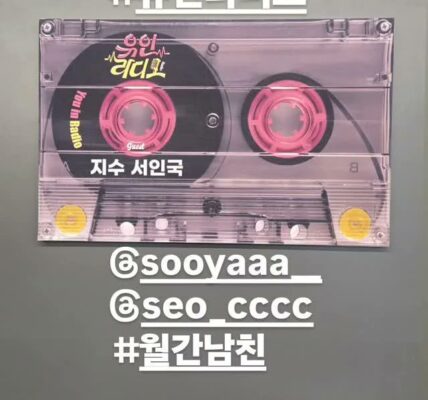 유인
라디오
You in Radio
Guest
지수 서인국
B
@sooyaaa_
@seo_cccc
#월간남친